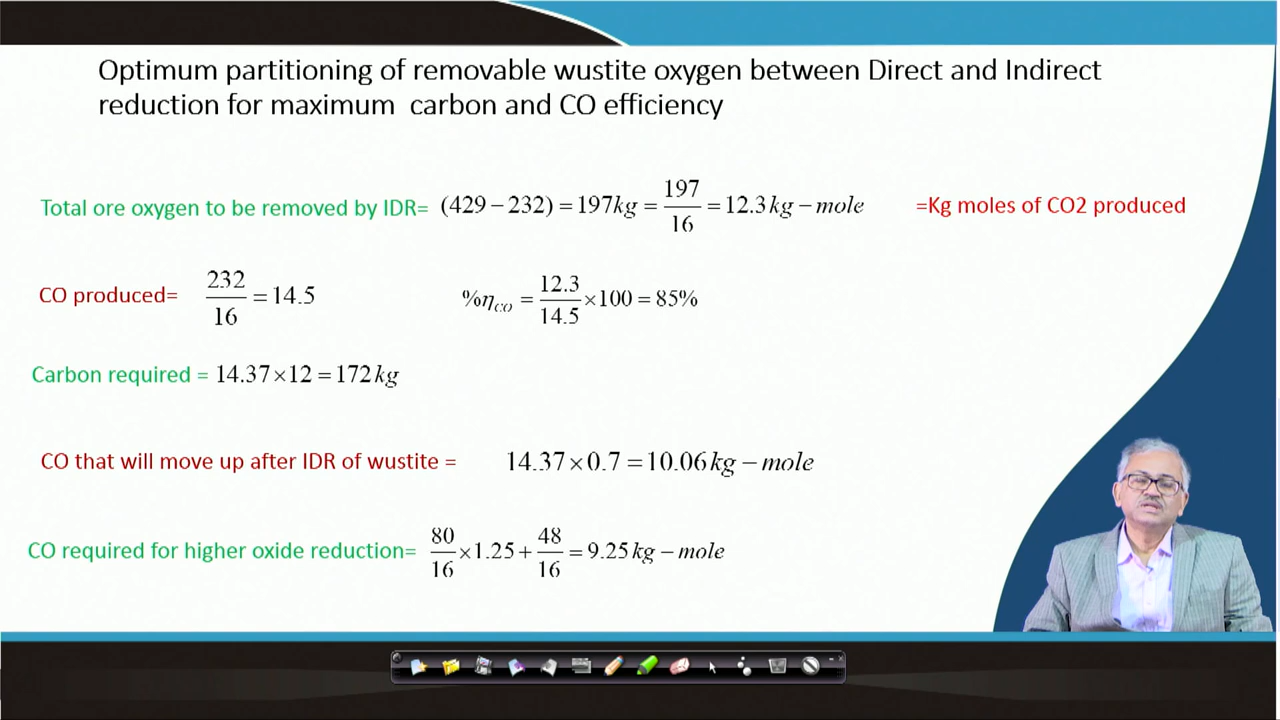 Optimum partitioning of removable wustite oxygen between Direct and Indirect
reduction for maximum carbon and CO efficiency
Total ore oxygen to be removed by IDR= (429 − 232) = 197kg = 197/16 = 12.3 kg − mole =Kg moles of CO2 produced
CO produced= 232/16 = 14.5 %η_CO = 12.3/14.5 ×100 = 85%
Carbon required = 14.37×12 = 172 kg
CO that will move up after IDR of wustite = 14.37×0.7 = 10.06 kg − mole
CO required for higher oxide reduction= 80/16 ×1.25 + 48/16 = 9.25 kg − mole